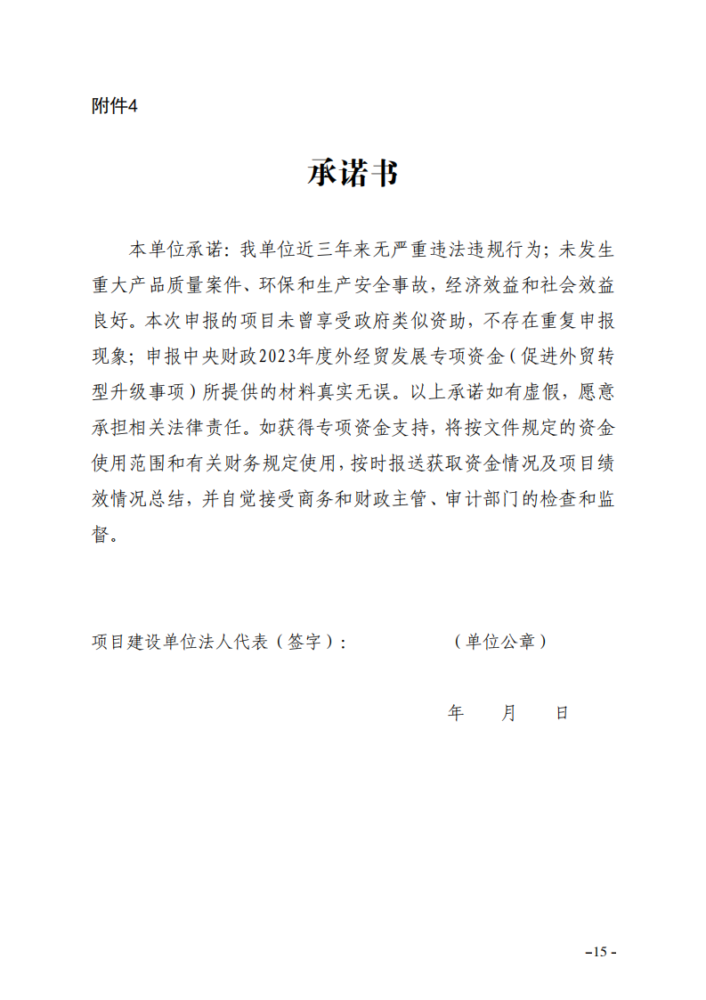 附件4
承诺书
本单位承诺：我单位近三年来无严重违法违规行为；未发生
重大产品质量案件、环保和生产安全事故，经济效益和社会效益
良好。本次申报的项目未曾享受政府类似资助，不存在重复申报
现象；申报中央财政2023年度外经贸发展专项资金（促进外贸转
型升级事项）所提供的材料真实无误。以上承诺如有虚假，愿意
承担相关法律责任。如获得专项资金支持，将按文件规定的资金
使用范围和有关财务规定使用，按时报送获取资金情况及项目绩
效情况总结，并自觉接受商务和财政主管、审计部门的检查和监
督。
项目建设单位法人代表（签字）： （单位公章）
年 月 日
-15 -